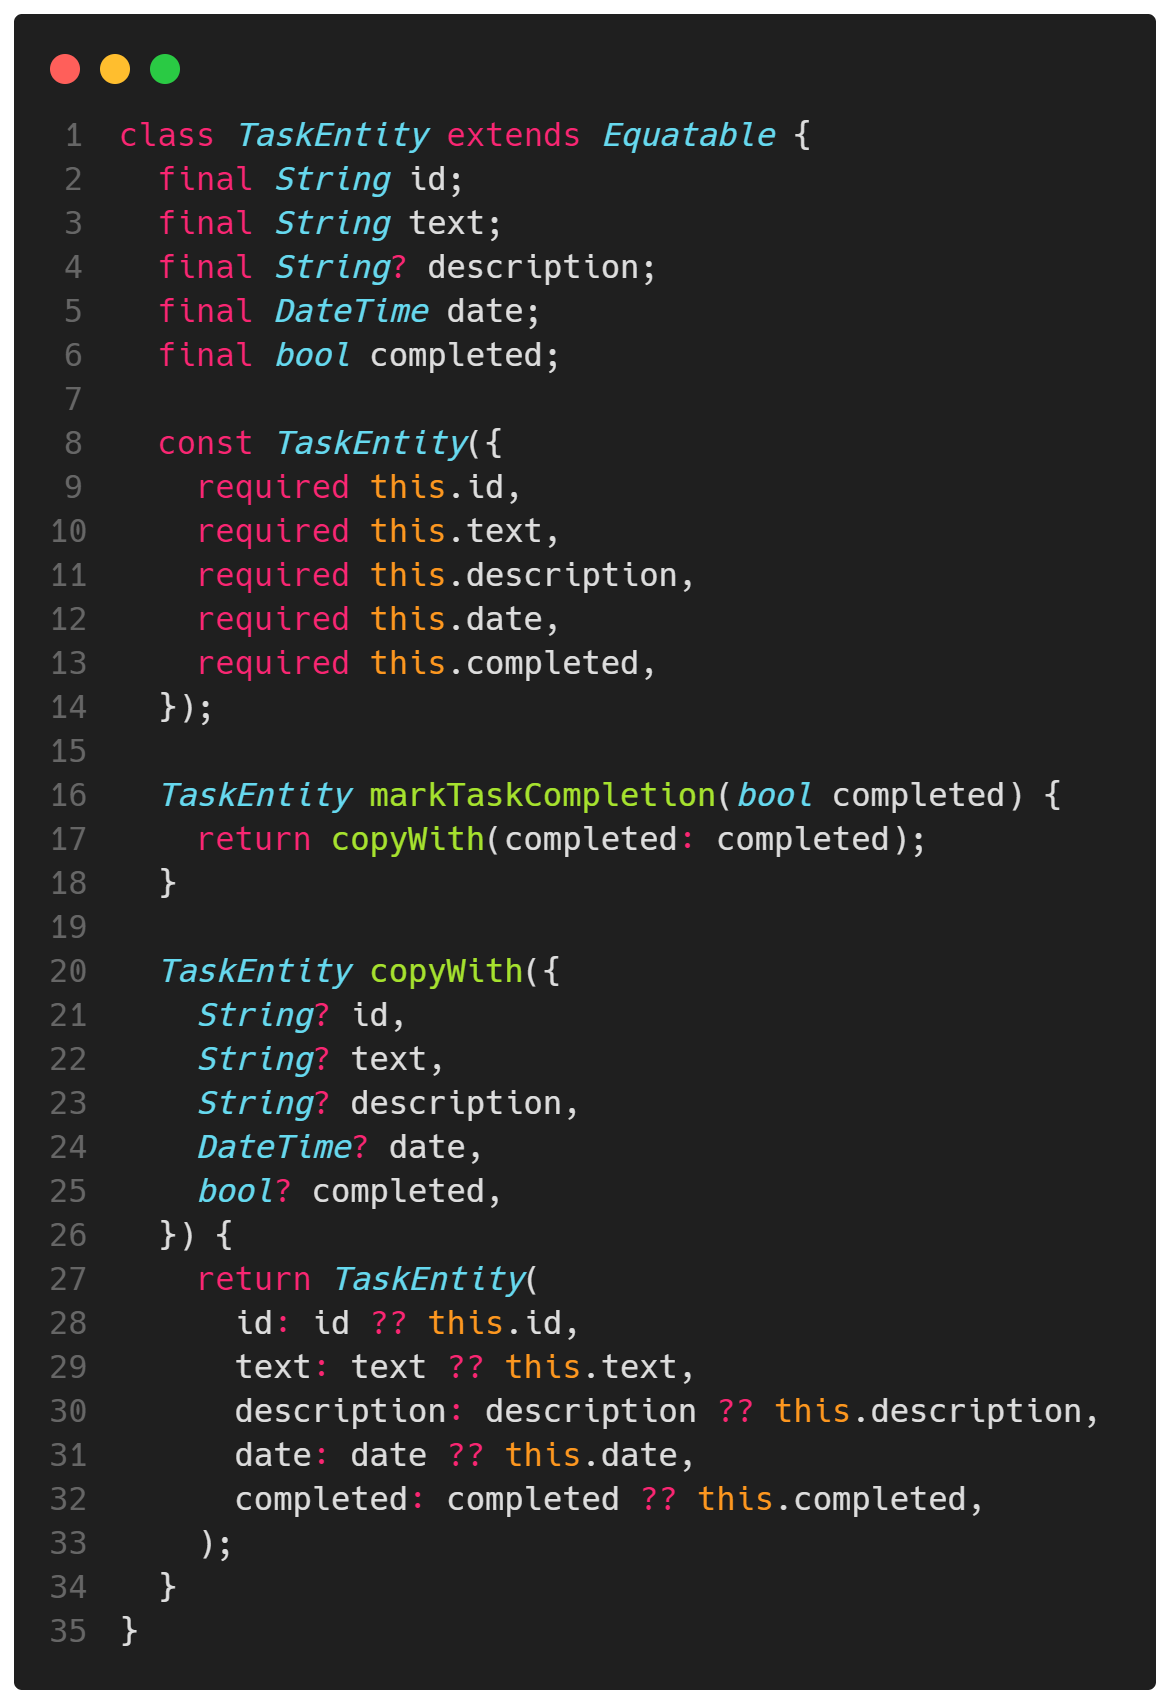 1 class TaskEntity extends Equatable {
2   final String id;
3   final String text;
4   final String? description;
5   final DateTime date;
6   final bool completed;
7
8   const TaskEntity({
9     required this.id,
10     required this.text,
11     required this.description,
12     required this.date,
13     required this.completed,
14   });
15
16   TaskEntity markTaskCompletion(bool completed) {
17     return copyWith(completed: completed);
18   }
19
20   TaskEntity copyWith({
21     String? id,
22     String? text,
23     String? description,
24     DateTime? date,
25     bool? completed,
26   }) {
27     return TaskEntity(
28       id: id ?? this.id,
29       text: text ?? this.text,
30       description: description ?? this.description,
31       date: date ?? this.date,
32       completed: completed ?? this.completed,
33     );
34   }
35 }